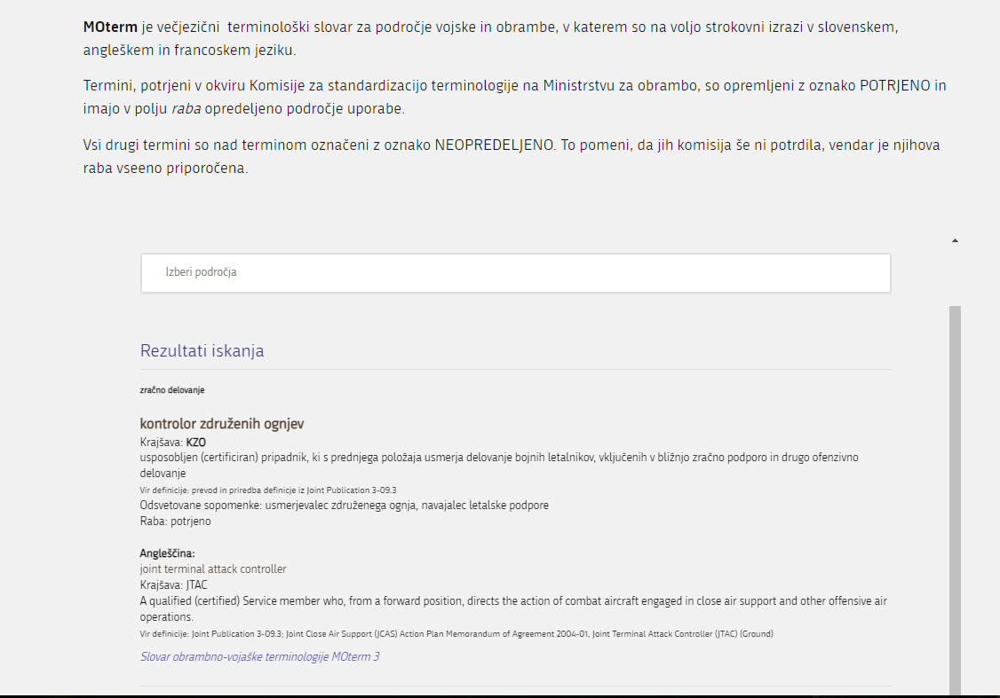 MOterm je večjezični terminološki slovar za področje vojske in obrambe, v katerem so na voljo strokovni izrazi v slovenskem,
angleškem in francoskem jeziku.
Termini, potrjeni v okviru Komisije za standardizacijo terminologije na Ministrstvu za obrambo, so opremljeni z oznako POTRJENO in
imajo v polju raba opredeljeno področje uporabe.
Vsi drugi termini so nad terminom označeni z oznako NEOPREDELJENO. To pomeni, da jih komisija še ni potrdila, vendar je njihova
raba vseeno priporočena.
Izberi področja
Rezultati iskanja
zračno delovanje
kontrolor združenih ognjev
Krajšava: KZO
usposobljen (certificiran) pripadnik, ki s prednjega položaja usmerja delovanje bojnih letalnikov, vključenih v bližnjo zračno podporo in drugo ofenzivno
delovanje
Vir definicije: prevod in priredba definicje iz Joint Publication 3-09.3
Odsvetovane sopomenke: usmerjevalec združenega ognja, navajalec letalske podpore
Raba: potrjeno
Angleščina:
joint terminal attack controller
Krajšava: JTAC
A qualified (certified) Service member who, from a forward position, directs the action of combat aircraft engaged in close air support and other offensive air
operations.
Vir definicije: Joint Publication 3-09.3; Joint Close Air Support (JCAS) Action Plan Memorandum of Agreement 2004-01, Joint Terminal Attack Controller (JTAC) (Ground)
Slovar obrambno-vojaške terminologije MOterm 3